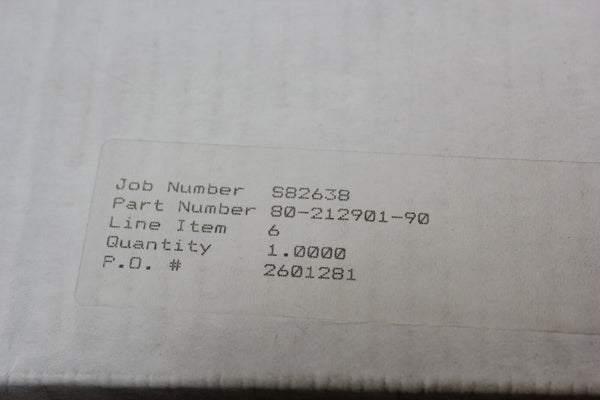 Job Number S82638
Part Number 80-212901-90
Line Item 6
Quantity 1.0000
P.O. # 2601281